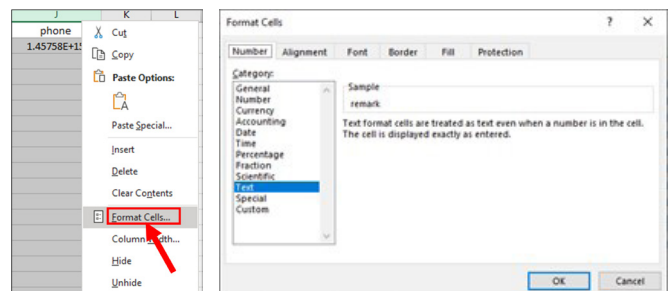 J K L
phone
1.45758E+15
Cut
Copy
Paste Options:
Paste Special...
Insert
Delete
Clear Contents
Format Cells...
Column Width...
Hide
Unhide
Format Cells ? ×
Number Alignment Font Border Fill Protection
Category:
General
Number
Currency
Accounting
Date
Time
Percentage
Fraction
Scientific
Text
Special
Custom
Sample
remark
Text format cells are treated as text even when a number is in the cell.
The cell is displayed exactly as entered.
OK Cancel